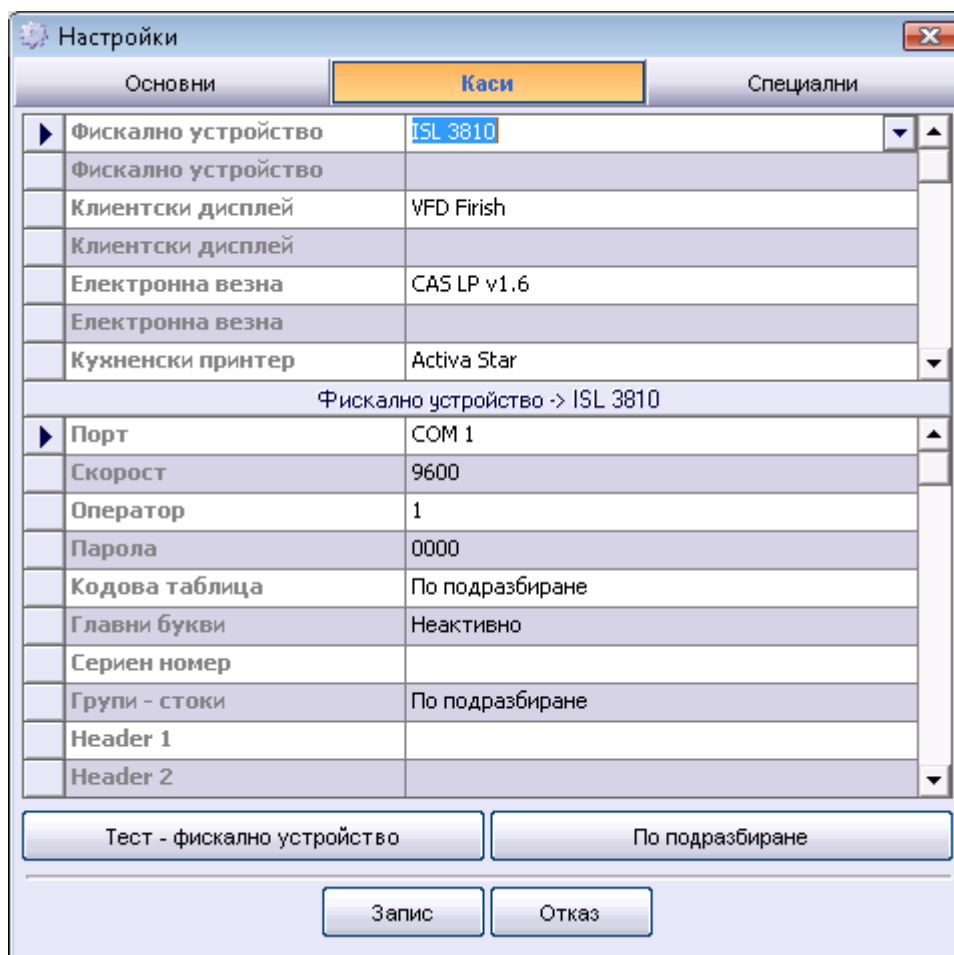 Настройки
Основни Каси Специални
Фискално устройство ISL 3810
Фискално устройство
Клиентски дисплей VFD Firish
Клиентски дисплей
Електронна везна CAS LP v1.6
Електронна везна
Кухненски принтер Activa Star
Фискално устройство -> ISL 3810
Порт COM 1
Скорост 9600
Оператор 1
Парола 0000
Кодова таблица По подразбиране
Главни букви Неактивно
Сериен номер
Групи - стоки По подразбиране
Header 1
Header 2
Тест - фискално устройство По подразбиране
Запис Отказ